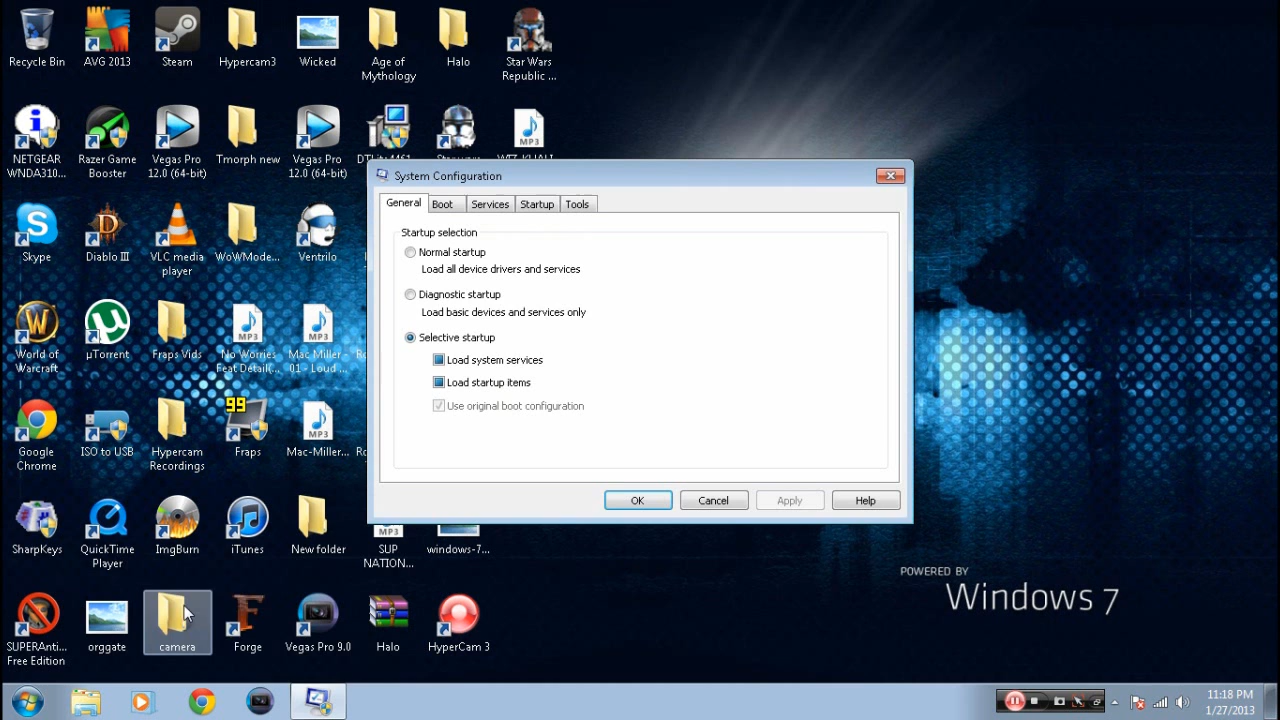 Recycle Bin
AVG 2013
Steam
Hypercam3
Wicked
Age of
Mythology
Halo
Star Wars
Republic ...
NETGEAR
WNDA310...
Razer Game
Booster
Vegas Pro
12.0 (64-bit)
Tmorph new
Vegas Pro
12.0 (64-bit)
MP3
System Configuration
General
Boot
Services
Startup
Tools
Startup selection
Normal startup
Load all device drivers and services
Diagnostic startup
Load basic devices and services only
Selective startup
Load system services
Load startup items
Use original boot configuration
OK
Cancel
Apply
Help
Skype
Diablo III
VLC media
player
WoWMode...
Ventrilo
World of
Warcraft
µTorrent
Fraps Vids
MP3
No Worries
Feat Detail(...
MP3
Mac Miller -
01 - Loud ...
Google
Chrome
ISO to USB
Hypercam
Recordings
99
Fraps
MP3
Mac-Miller...
SharpKeys
QuickTime
Player
ImgBurn
iTunes
New folder
MP3
SUP
NATION...
windows-7...
SUPERAnti...
Free Edition
orggate
camera
Forge
Vegas Pro 9.0
Halo
HyperCam 3
POWERED BY
Windows 7
11:18 PM
1/27/2013